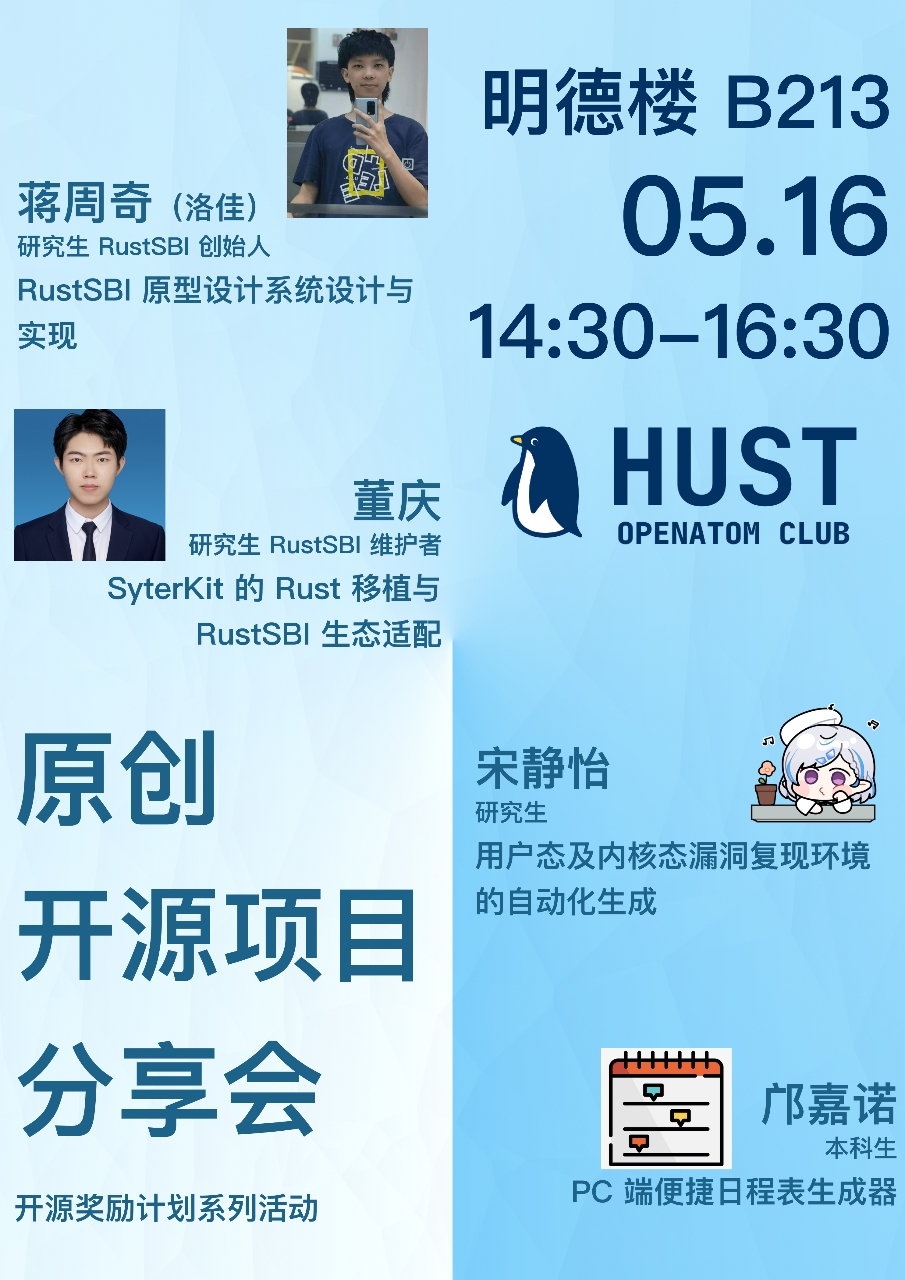 明德楼 B213
05.16
14:30–16:30
HUST
OPENATOM CLUB
蒋周奇（洛佳）
研究生 RustSBI 创始人
RustSBI 原型设计系统设计与
实现
董庆
研究生 RustSBI 维护者
SyterKit 的 Rust 移植与
RustSBI 生态适配
原创
开源项目
分享会
开源奖励计划系列活动
宋静怡
研究生
用户态及内核态漏洞复现环境
的自动化生成
邝嘉诺
本科生
PC 端便捷日程表生成器